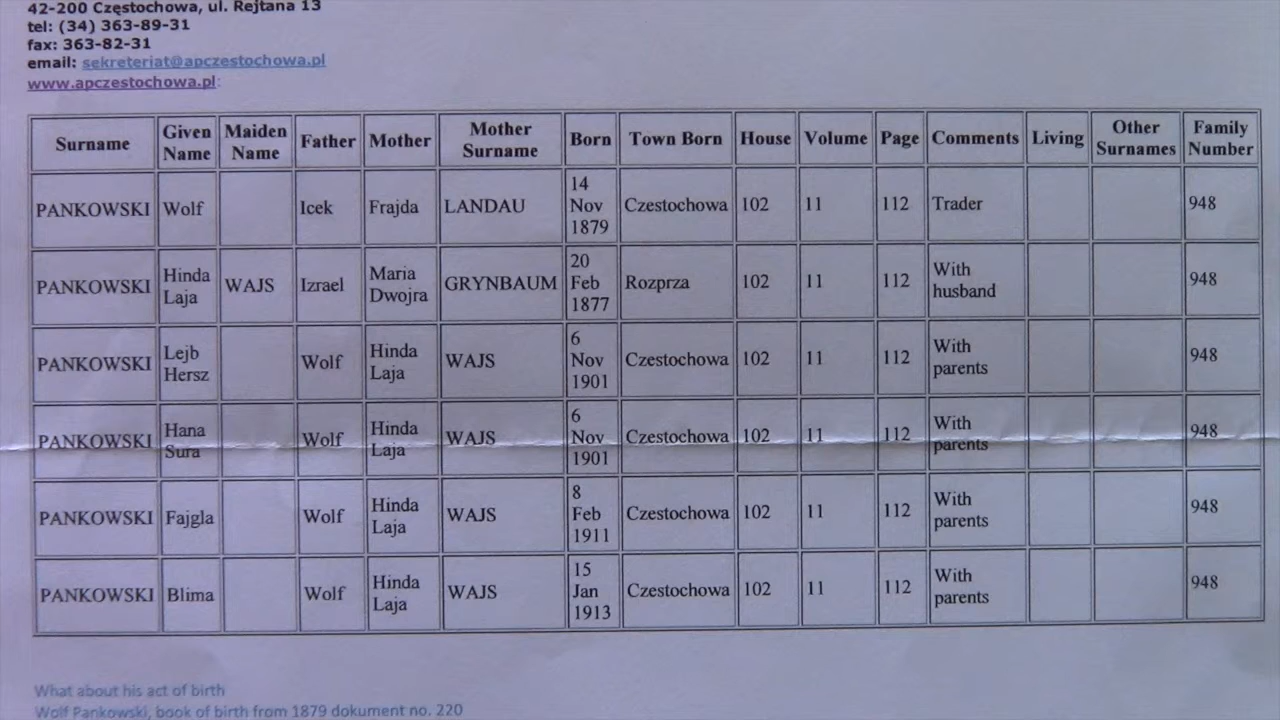 42-200 Częstochowa, ul. Rejtana 13
tel: (34) 363-89-31
fax: 363-82-31
email: sekreteriat@apczestochowa.pl
www.apczestochowa.pl:
Surname Given Name Maiden Name Father Mother Mother Surname Born Town Born House Volume Page Comments Living Other Surnames Family Number
PANKOWSKI Wolf Icek Frajda LANDAU 14 Nov 1879 Czestochowa 102 11 112 Trader 948
PANKOWSKI Hinda Laja WAJS Izrael Maria Dwojra GRYNBAUM 20 Feb 1877 Rozprza 102 11 112 With husband 948
PANKOWSKI Lejb Hersz Wolf Hinda Laja WAJS 6 Nov 1901 Czestochowa 102 11 112 With parents 948
PANKOWSKI Hana Sura Wolf Hinda Laja WAJS 6 Nov 1901 Czestochowa 102 11 112 With parents 948
PANKOWSKI Fajgla Wolf Hinda Laja WAJS 8 Feb 1911 Czestochowa 102 11 112 With parents 948
PANKOWSKI Blima Wolf Hinda Laja WAJS 15 Jan 1913 Czestochowa 102 11 112 With parents 948
What about his act of birth
Wolf Pankowski, book of birth from 1879 dokument no. 220